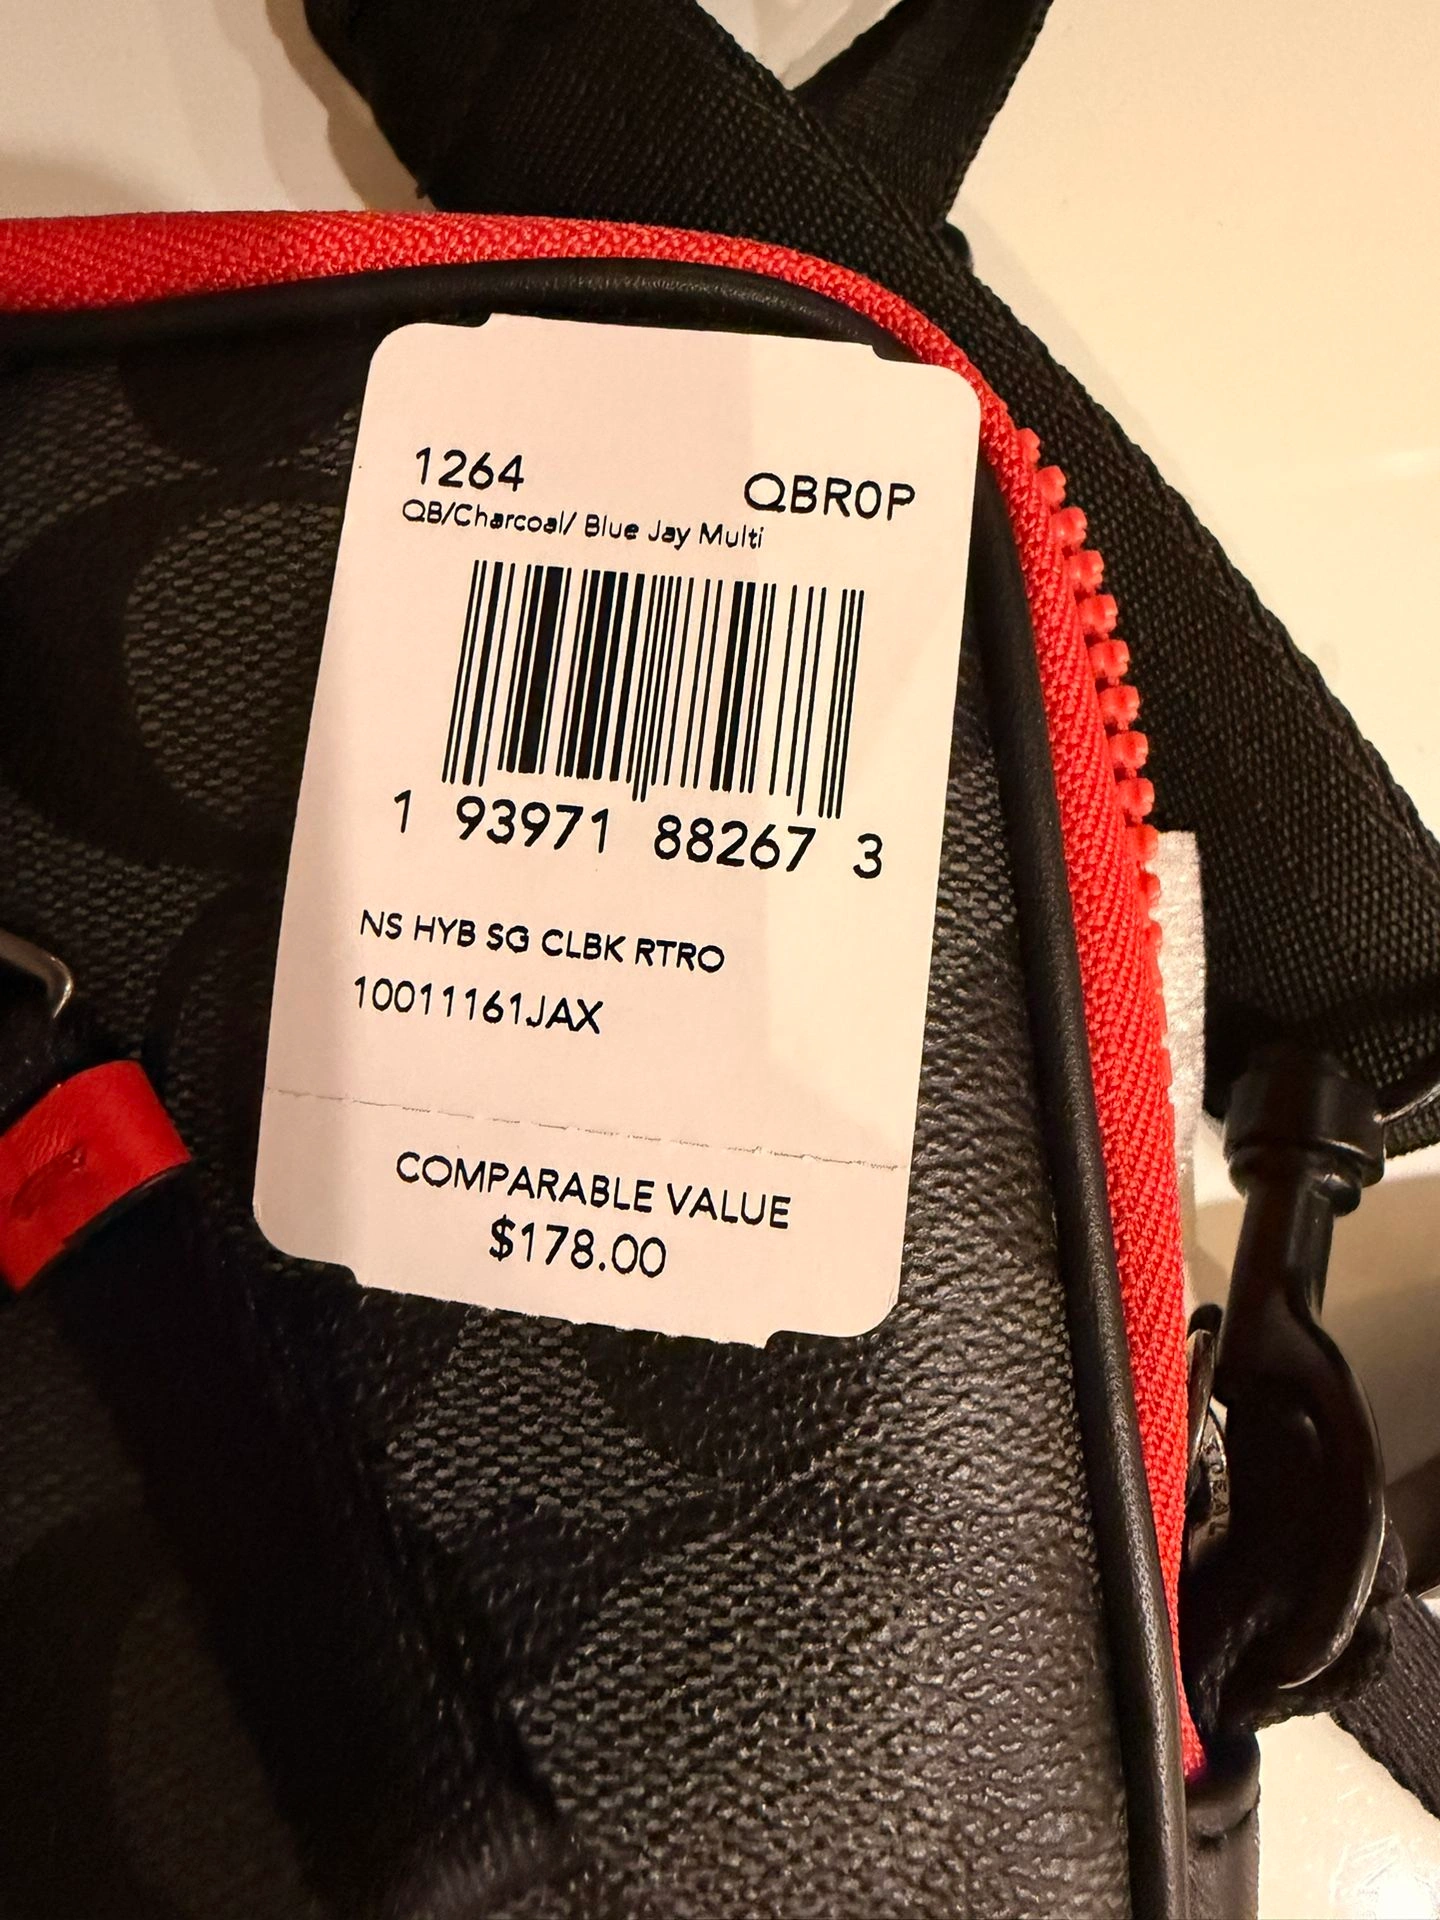 1264 QBR0P
QB/Charcoal/ Blue Jay Multi
1 93971 88267 3
NS HYB SG CLBK RTRO
10011161JAX
COMPARABLE VALUE
$178.00